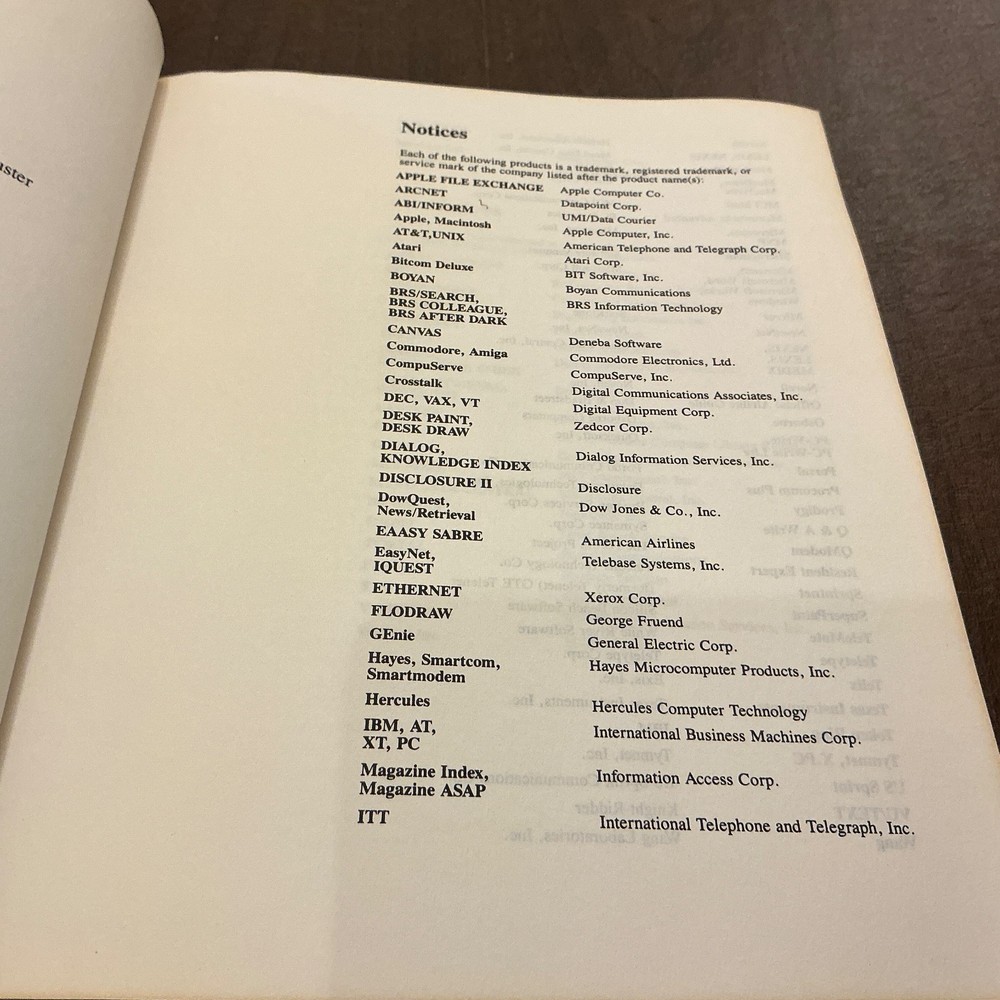 uster
Notices
Each of the following products is a trademark, registered trademark, or
service mark of the company listed after the product name(s):
APPLE FILE EXCHANGE Apple Computer Co.
ARCNET Datapoint Corp.
ABI/INFORM UMI/Data Courier
Apple, Macintosh Apple Computer, Inc.
AT&T,UNIX American Telephone and Telegraph Corp.
Atari Atari Corp.
Bitcom Deluxe BIT Software, Inc.
BOYAN Boyan Communications
BRS/SEARCH, BRS Information Technology
BRS COLLEAGUE,
BRS AFTER DARK
CANVAS Deneba Software
Commodore, Amiga Commodore Electronics, Ltd.
CompuServe CompuServe, Inc.
Crosstalk Digital Communications Associates, Inc.
DEC, VAX, VT Digital Equipment Corp.
DESK PAINT, Zedcor Corp.
DESK DRAW
DIALOG, Dialog Information Services, Inc.
KNOWLEDGE INDEX
DISCLOSURE II Disclosure
DowQuest, Dow Jones & Co., Inc.
News/Retrieval
EAASY SABRE American Airlines
EasyNet, Telebase Systems, Inc.
IQUEST
ETHERNET Xerox Corp.
FLODRAW George Fruend
GEnie General Electric Corp.
Hayes, Smartcom, Hayes Microcomputer Products, Inc.
Smartmodem
Hercules Hercules Computer Technology
IBM, AT, International Business Machines Corp.
XT, PC
Magazine Index, Information Access Corp.
Magazine ASAP
ITT International Telephone and Telegraph, Inc.